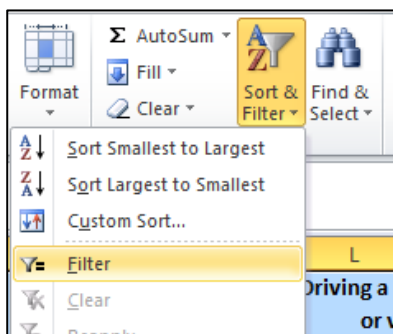 Σ AutoSum
Fill
Format
Clear
Sort & Filter
Find & Select
Sort Smallest to Largest
Sort Largest to Smallest
Custom Sort...
Filter
L
Clear
Driving a
or
Reapply